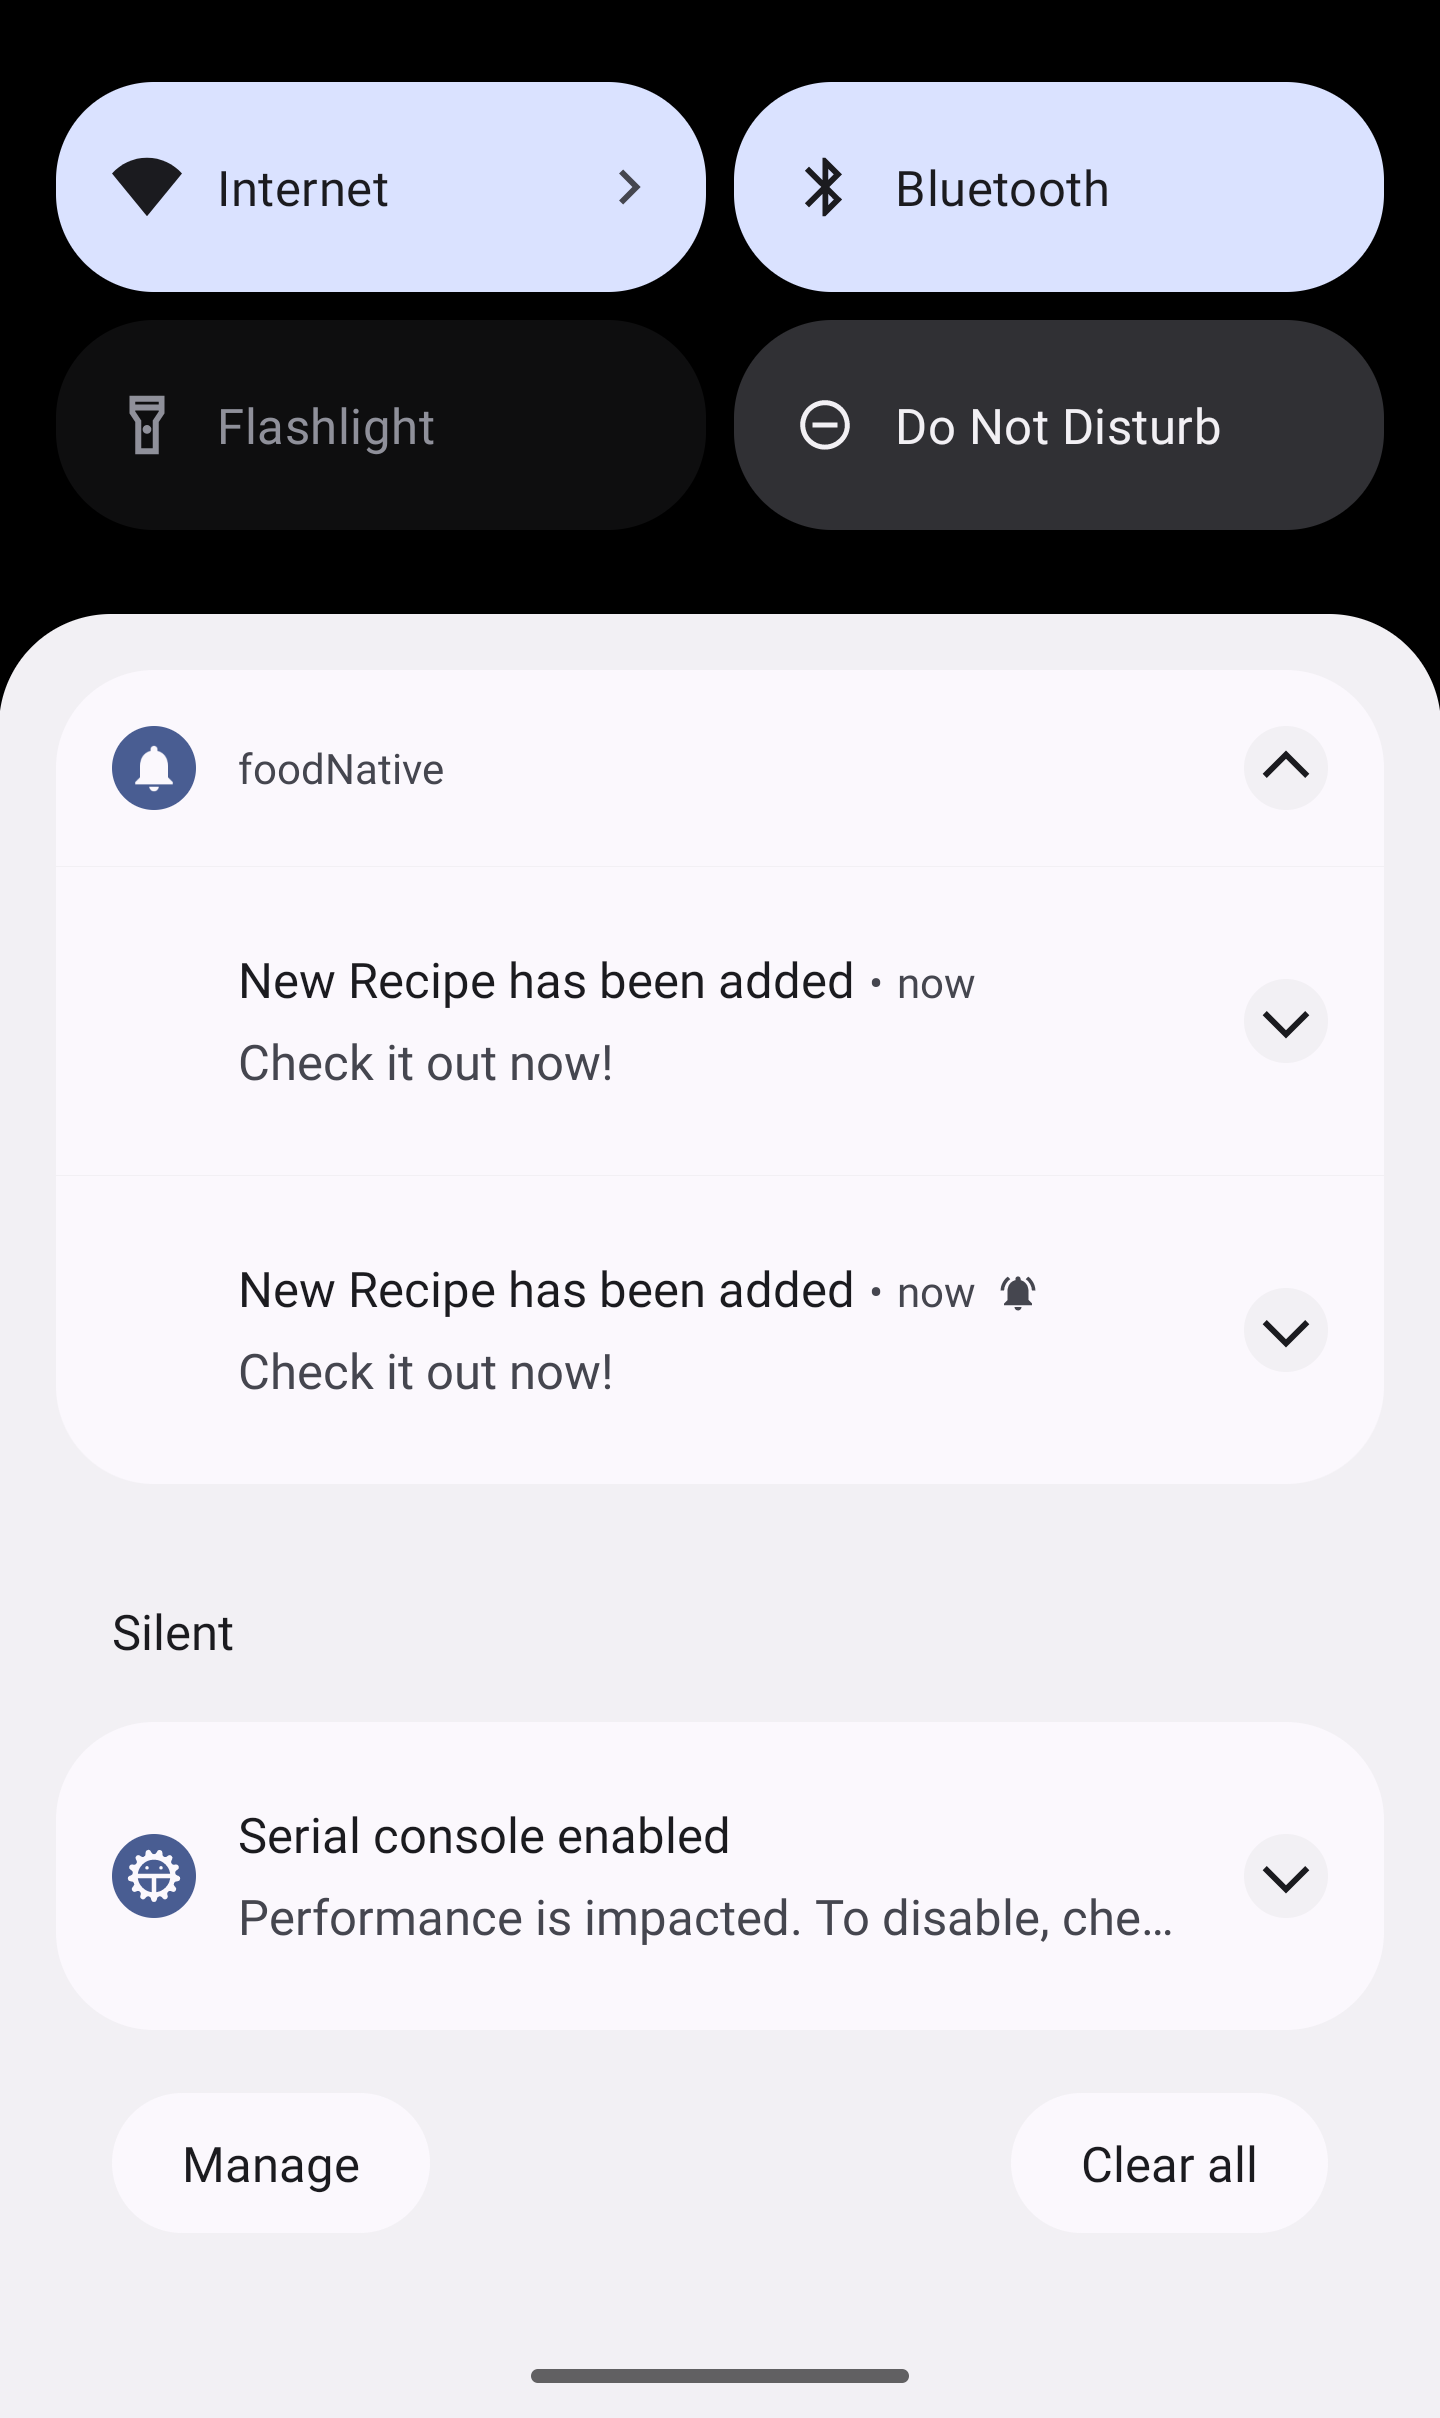 Internet
Bluetooth
Flashlight
Do Not Disturb
foodNative
New Recipe has been added • now
Check it out now!
New Recipe has been added • now
Check it out now!
Silent
Serial console enabled
Performance is impacted. To disable, che...
Manage
Clear all